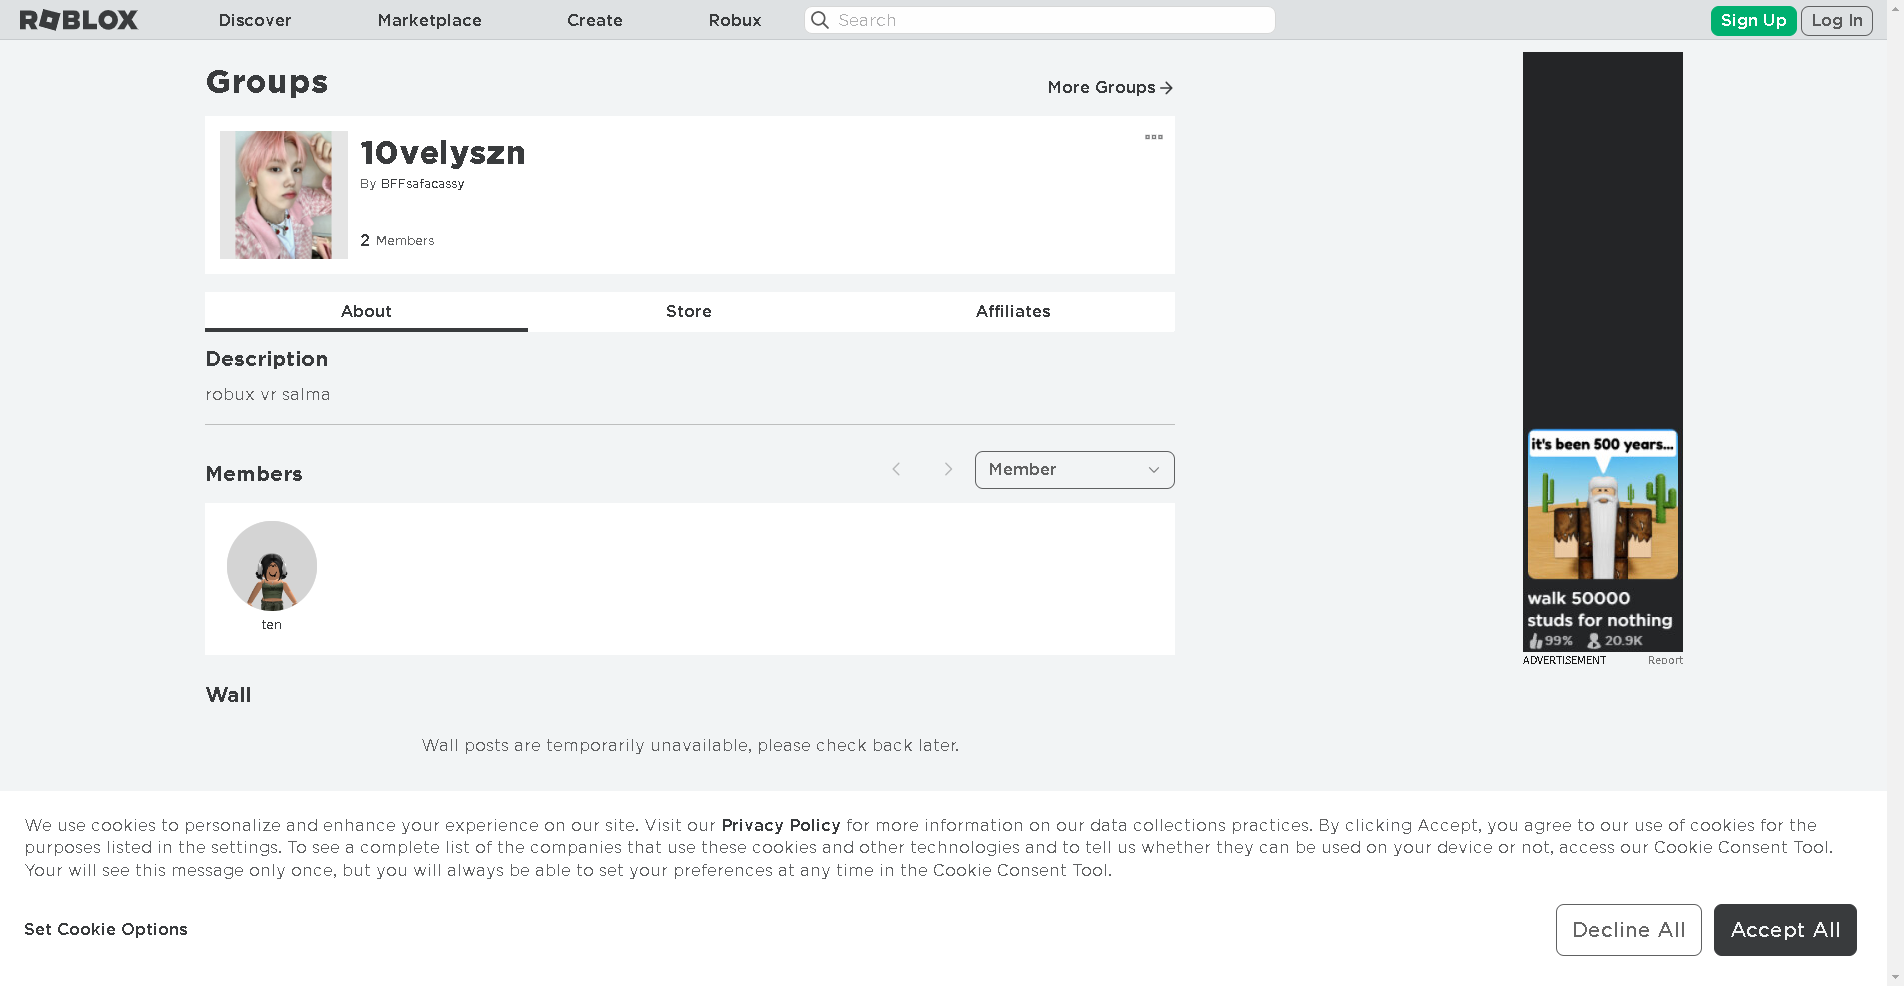 ROBLOX
Discover
Marketplace
Create
Robux
Search
Sign Up
Log In
Groups
More Groups
10velyszn
By BFFsafacassy
2 Members
About
Store
Affiliates
Description
robux vr salma
Members
Member
ten
Wall
Wall posts are temporarily unavailable, please check back later.
it's been 500 years...
walk 50000
studs for nothing
99% 20.9K
ADVERTISEMENT
Report
We use cookies to personalize and enhance your experience on our site. Visit our Privacy Policy for more information on our data collections practices. By clicking Accept, you agree to our use of cookies for the
purposes listed in the settings. To see a complete list of the companies that use these cookies and other technologies and to tell us whether they can be used on your device or not, access our Cookie Consent Tool.
Your will see this message only once, but you will always be able to set your preferences at any time in the Cookie Consent Tool.
Set Cookie Options
Decline All
Accept All